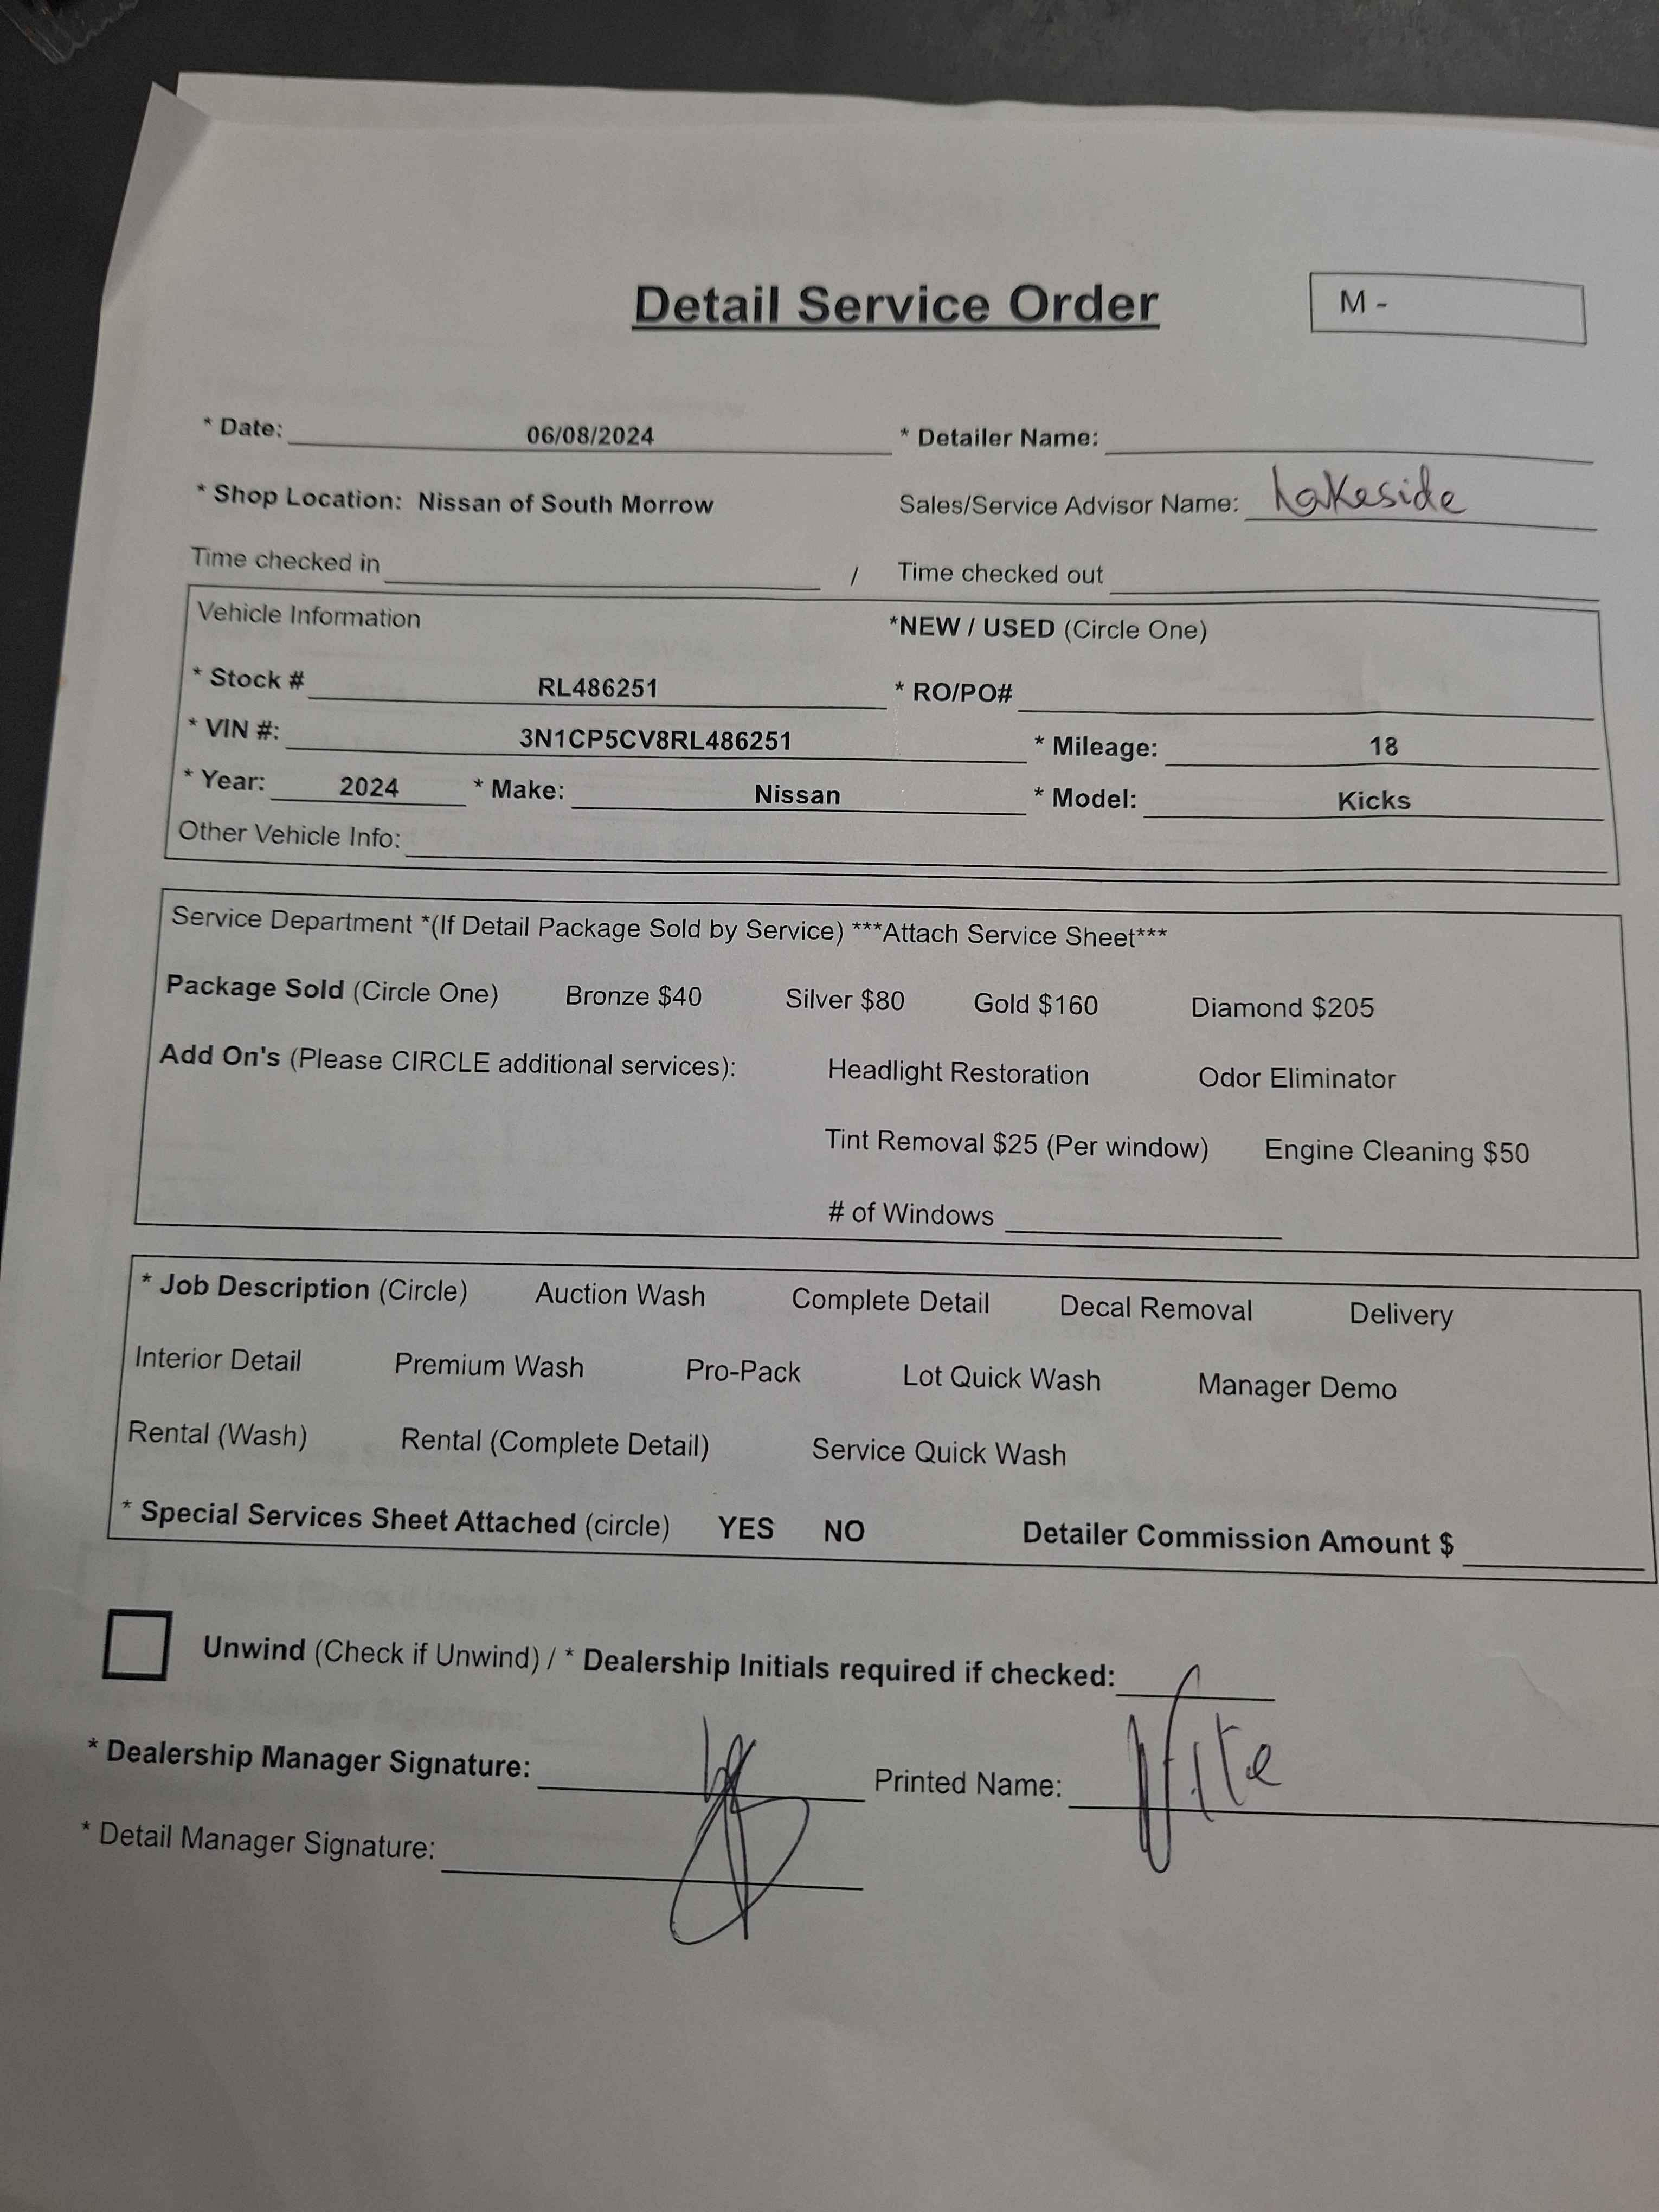 Detail Service Order
M -
* Date: 06/08/2024 * Detailer Name:
* Shop Location: Nissan of South Morrow Sales/Service Advisor Name: Lakeside
Time checked in / Time checked out
Vehicle Information *NEW / USED (Circle One)
* Stock # RL486251 * RO/PO#
* VIN #: 3N1CP5CV8RL486251 * Mileage: 18
* Year: 2024 * Make: Nissan * Model: Kicks
Other Vehicle Info:
Service Department *(If Detail Package Sold by Service) ***Attach Service Sheet***
Package Sold (Circle One) Bronze $40 Silver $80 Gold $160 Diamond $205
Add On's (Please CIRCLE additional services): Headlight Restoration Odor Eliminator
Tint Removal $25 (Per window) Engine Cleaning $50
# of Windows
* Job Description (Circle) Auction Wash Complete Detail Decal Removal Delivery
Interior Detail Premium Wash Pro-Pack Lot Quick Wash Manager Demo
Rental (Wash) Rental (Complete Detail) Service Quick Wash
* Special Services Sheet Attached (circle) YES NO Detailer Commission Amount $
Unwind (Check if Unwind) / * Dealership Initials required if checked:
* Dealership Manager Signature: Printed Name:
* Detail Manager Signature: